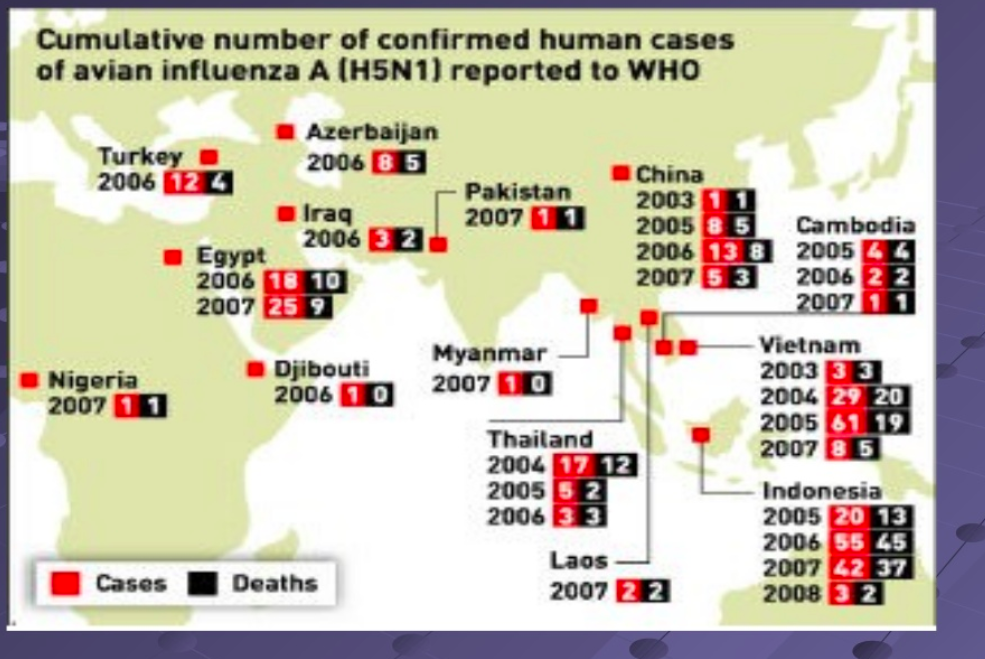 Cumulative number of confirmed human cases
of avian influenza A (H5N1) reported to WHO
Azerbaijan
2006 8 5
Turkey
2006 12 4
Pakistan
2007 1 1
Iraq
2006 3 2
China
2003 1 1
2005 8 5
2006 13 8
2007 5 3
Cambodia
2005 4 4
2006 2 2
2007 1 1
Egypt
2006 18 10
2007 25 9
Nigeria
2007 1 1
Djibouti
2006 1 0
Myanmar
2007 1 0
Vietnam
2003 3 3
2004 29 20
2005 61 19
2007 8 5
Thailand
2004 17 12
2005 5 2
2006 3 3
Indonesia
2005 20 13
2006 55 45
2007 42 37
2008 3 2
Laos
2007 2 2
Cases Deaths